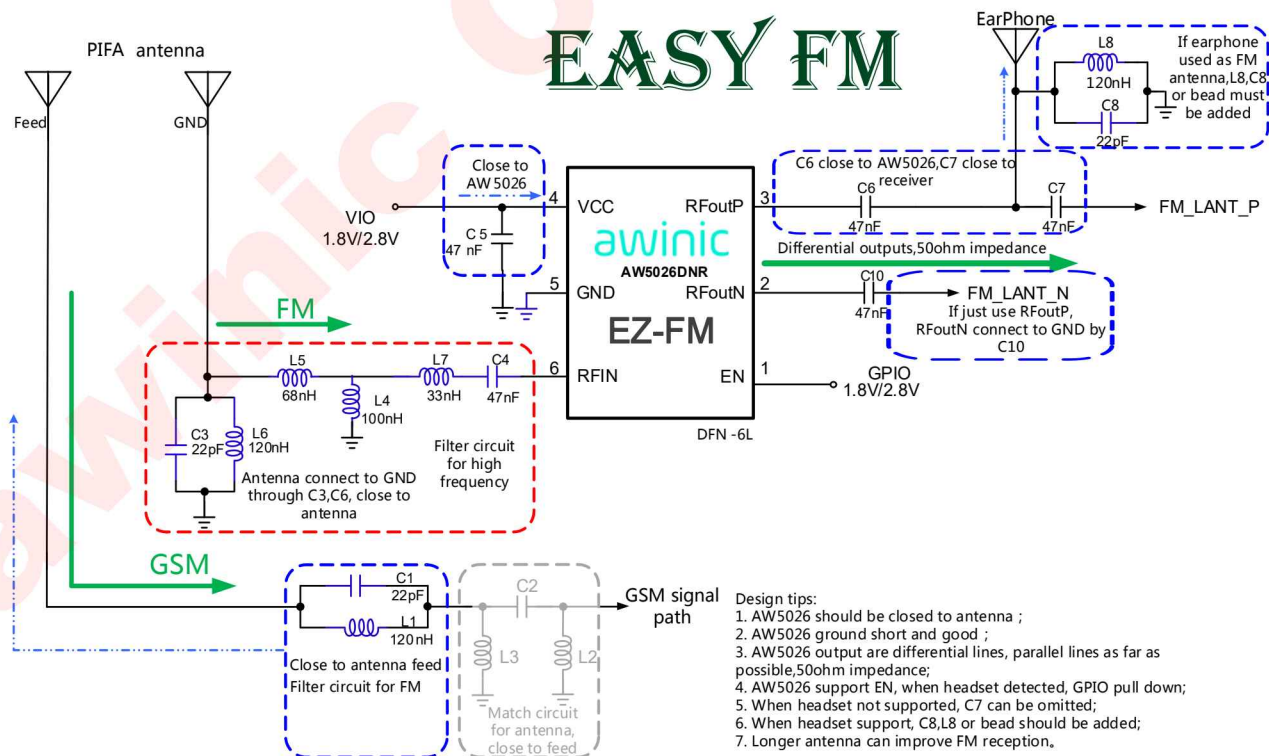 EASY FM
PIFA antenna
Feed
GND
EarPhone
L8
120nH
C8
22pF
If earphone
used as FM
antenna,L8,C8
or bead must
be added
Close to
AW5026
VIO
1.8V/2.8V
C 5
47 nF
4
VCC
5
GND
6
RFIN
RFoutP
3
RFoutN
2
EN
1
awinic
AW5026DNR
EZ-FM
DFN -6L
C6 close to AW5026,C7 close to
receiver
C6
47nF
C7
47nF
FM_LANT_P
Differential outputs,50ohm impedance
C10
47nF
FM_LANT_N
If just use RFoutP,
RFoutN connect to GND by
C10
GPIO
1.8V/2.8V
FM
L5
68nH
L4
100nH
L7
33nH
C4
47nF
C3
22pF
L6
120nH
Antenna connect to GND
through C3,C6, close to
antenna
Filter circuit
for high
frequency
GSM
C1
22pF
L1
120nH
Close to antenna feed
Filter circuit for FM
C2
L3
L2
Match circuit
for antenna,
close to feed
GSM signal
path
Design tips:
1. AW5026 should be closed to antenna ;
2. AW5026 ground short and good ;
3. AW5026 output are differential lines, parallel lines as far as
possible,50ohm impedance;
4. AW5026 support EN, when headset detected, GPIO pull down;
5. When headset not supported, C7 can be omitted;
6. When headset support, C8,L8 or bead should be added;
7. Longer antenna can improve FM reception。
awinic